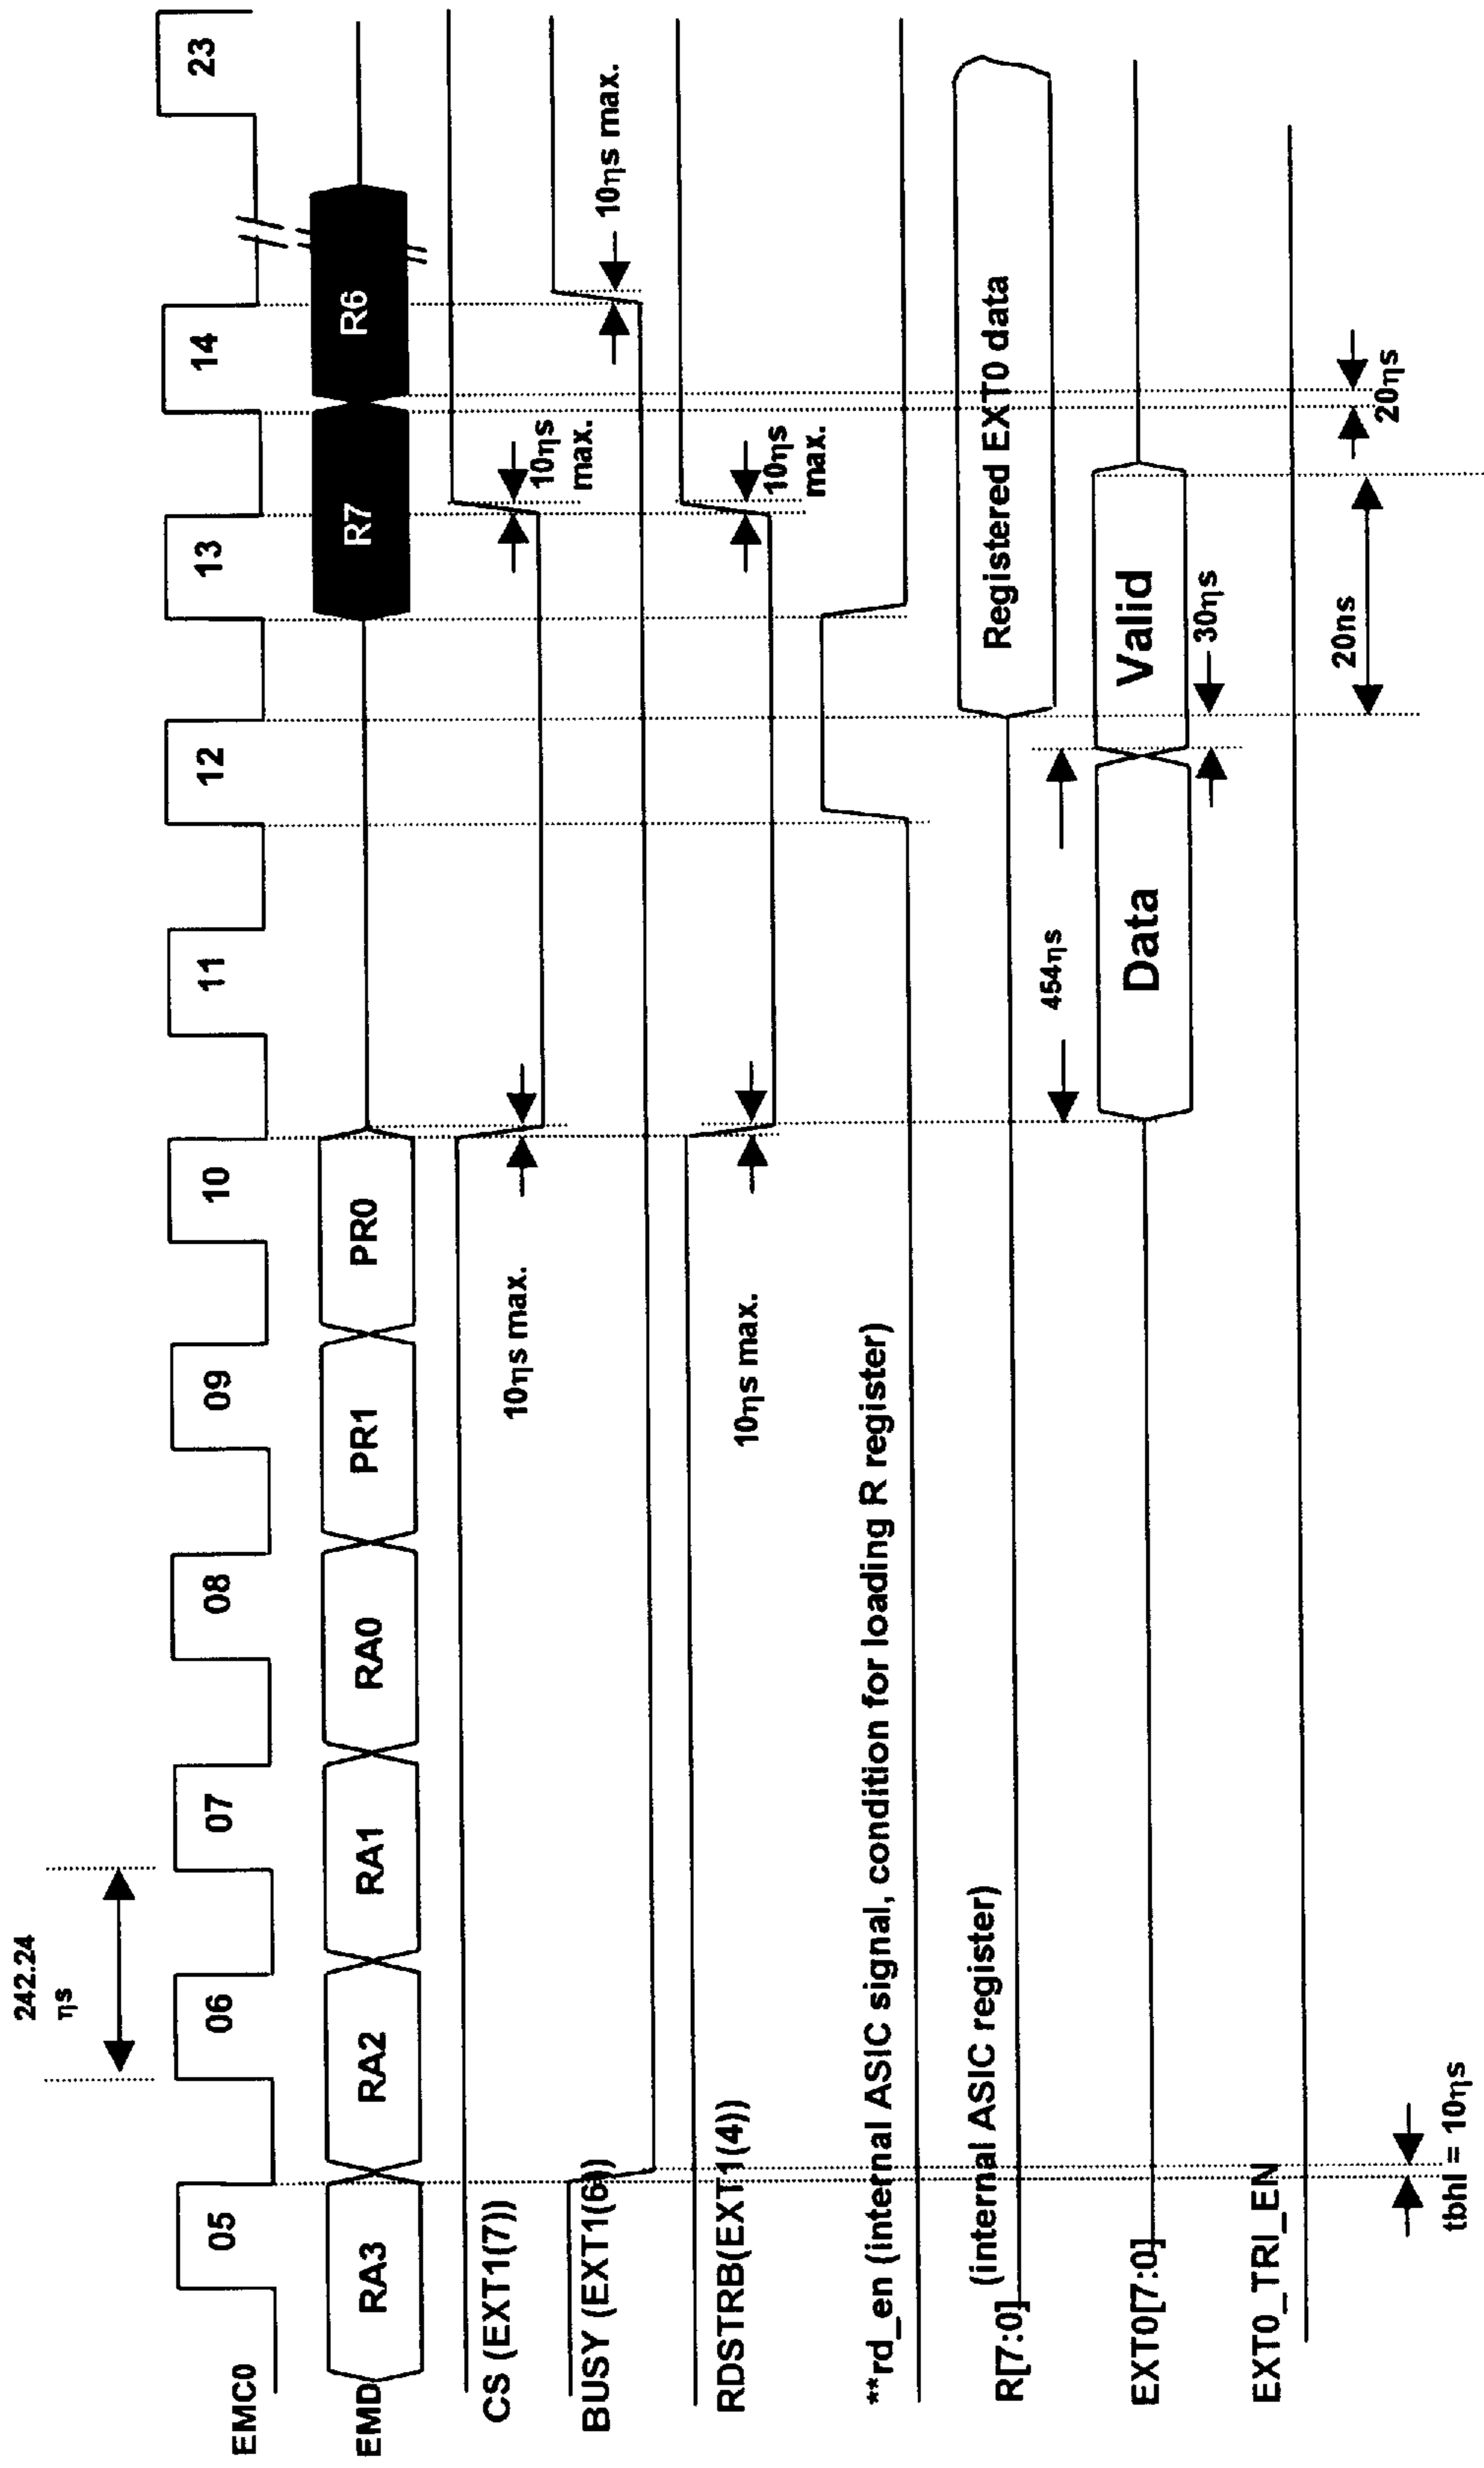 242.24
ηs
EMC0
05
06
07
08
09
10
11
12
13
14
23
EMD
RA3
RA2
RA1
RA0
PR1
PR0
R7
R6
CS (EXT1(7))
10ηs max.
10ηs
max.
BUSY (EXT1(6))
10ηs max.
RDSTRB(EXT1(4))
10ηs max.
10ηs
max.
**rd_en (internal ASIC signal, condition for loading R register)
R[7:0]
(internal ASIC register)
Registered EXT0 data
454ηs
EXT0[7:0]
Data
Valid
30ηs
EXT0_TRI_EN
20ns
20ηs
tbhl = 10ηs